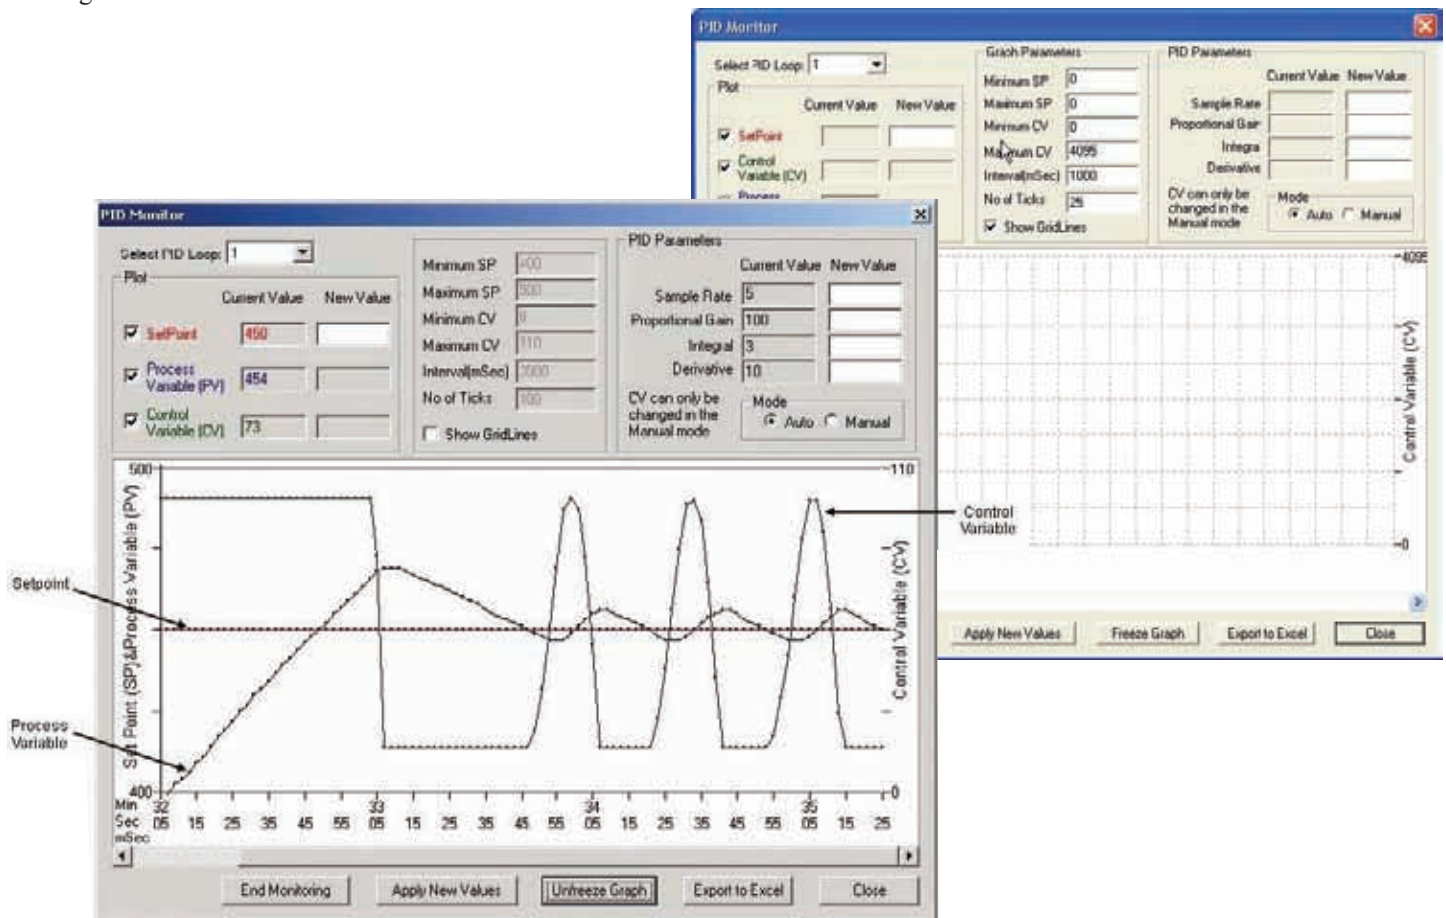 PID Monitor
Select PID Loop: 1
Plot
Current Value New Value
SetPoint
Control
Variable (CV)
Process
Graph Parameters
Minimum SP 0
Maximum SP 0
Minimum CV 0
Maximum CV 4095
Interval(mSec) 1000
No of Ticks 25
Show GridLines
PID Parameters
Current Value New Value
Sample Rate
Proportional Gain
Integra
Derivative
CV can only be
changed in the
Manual mode
Mode
Auto Manual
4095
Control Variable (CV)
0
Apply New Values Freeze Graph Export to Excel Close
PID Monitor
Select PID Loop: 1
Plot
Current Value New Value
SetPoint 450
Process
Variable (PV) 454
Control
Variable (CV) 73
Minimum SP 400
Maximum SP 500
Minimum CV 0
Maximum CV 110
Interval(mSec)
No of Ticks 100
Show GridLines
PID Parameters
Current Value New Value
Sample Rate 5
Proportional Gain 100
Integral 3
Derivative 10
CV can only be
changed in the
Manual mode
Mode
Auto Manual
500
110
Set Point (SP)&Process Variable (PV)
Control Variable (CV)
Control
Variable
Setpoint
Process
Variable
400
0
Min 32 33 34 35
Sec 05 15 25 35 45 55 05 15 25 35 45 55 05 15 25 35 45 55 05 15 25
mSec
End Monitoring Apply New Values Unfreeze Graph Export to Excel Close